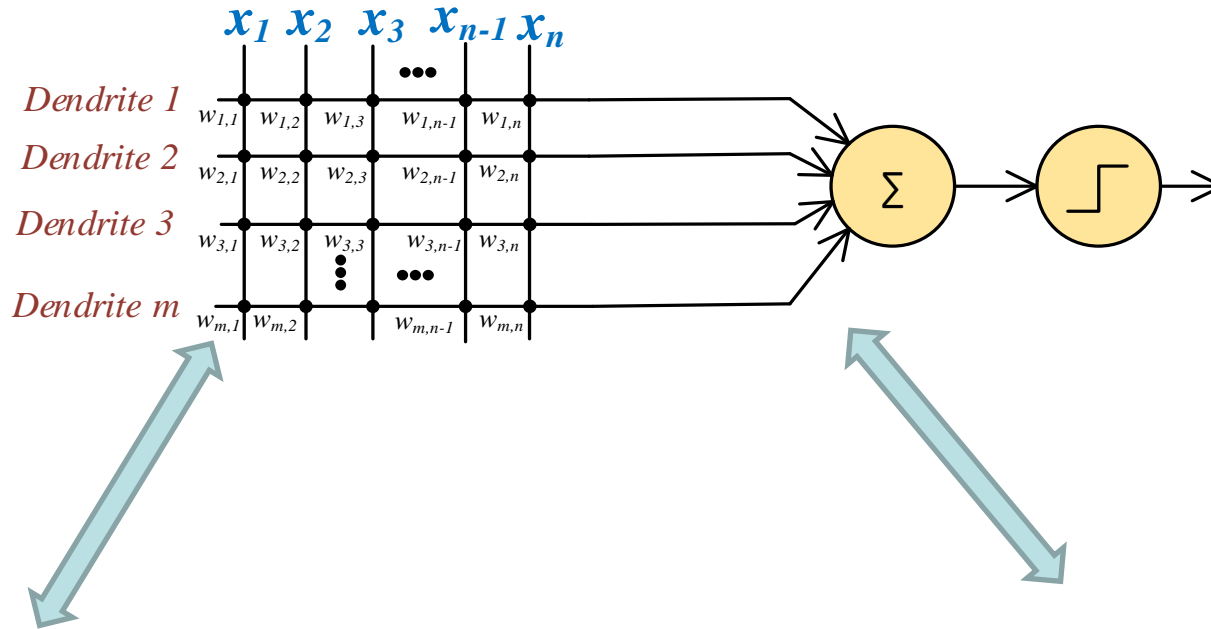 x1 x2 x3 xn-1 xn
Dendrite 1
w1,1 w1,2 w1,3 w1,n-1 w1,n
Dendrite 2
w2,1 w2,2 w2,3 w2,n-1 w2,n
Σ
Dendrite 3
w3,1 w3,2 w3,3 w3,n-1 w3,n
Dendrite m
wm,1 wm,2 wm,n-1 wm,n